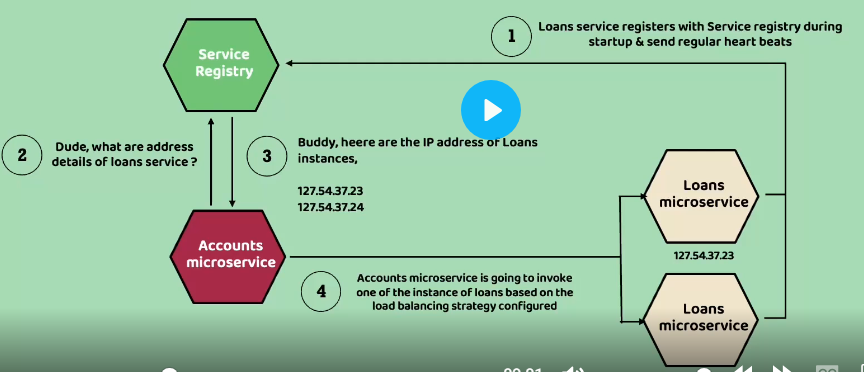 1
Loans service registers with Service registry during
startup & send regular heart beats
Service
Registry
2
Dude, what are address
details of loans service ?
3
Buddy, heere are the IP address of Loans
instances,
127.54.37.23
127.54.37.24
Loans
microservice
127.54.37.23
Accounts
microservice
4
Accounts microservice is going to invoke
one of the instance of loans based on the
load balancing strategy configured
Loans
microservice